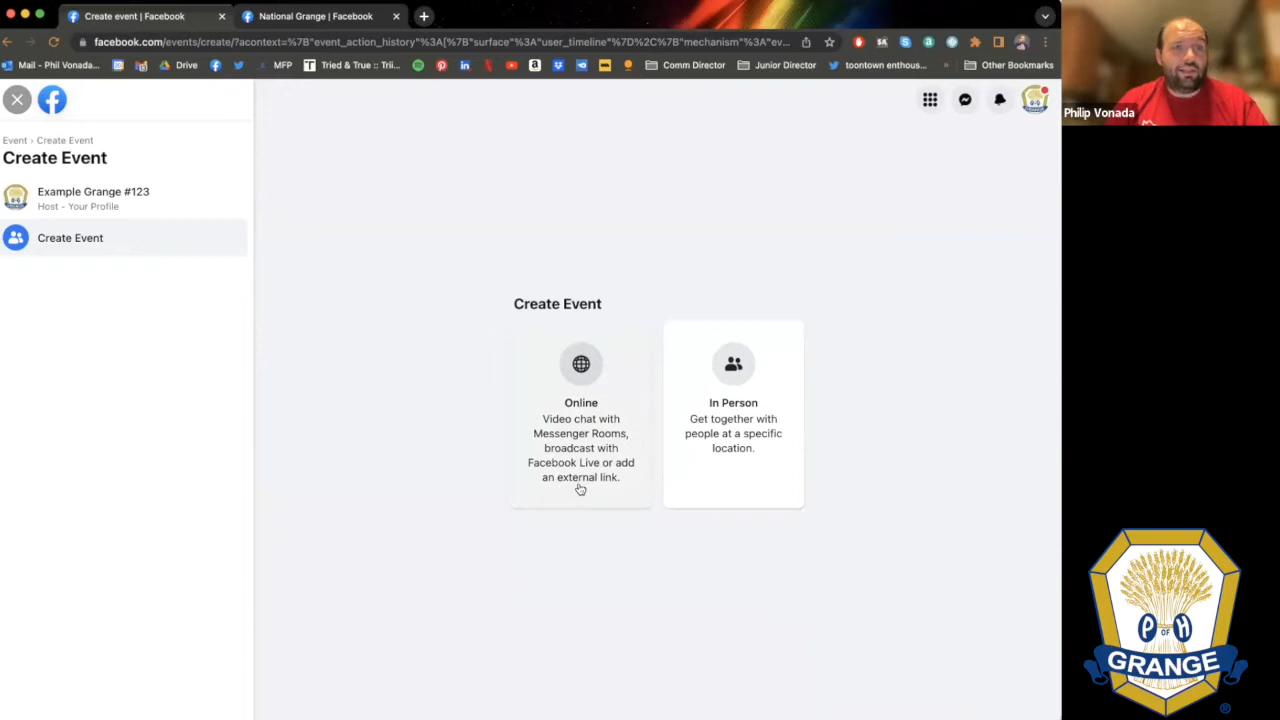 Create event | Facebook
National Grange | Facebook
facebook.com/events/create/?acontext=%7B"event_action_history"%3A[%7B"surface"%3A"user_timeline"%7D%2C%7B"mechanism"%3A"ev...
Mail - Phil Vonada...
Drive
MFP
Tried & True :: Trii...
Comm Director
Junior Director
toontown enthous...
»
Other Bookmarks
Philip Vonada
Event › Create Event
Create Event
Example Grange #123
Host - Your Profile
Create Event
Create Event
Online
Video chat with
Messenger Rooms,
broadcast with
Facebook Live or add
an external link.
In Person
Get together with
people at a specific
location.
P OF H
GRANGE
®